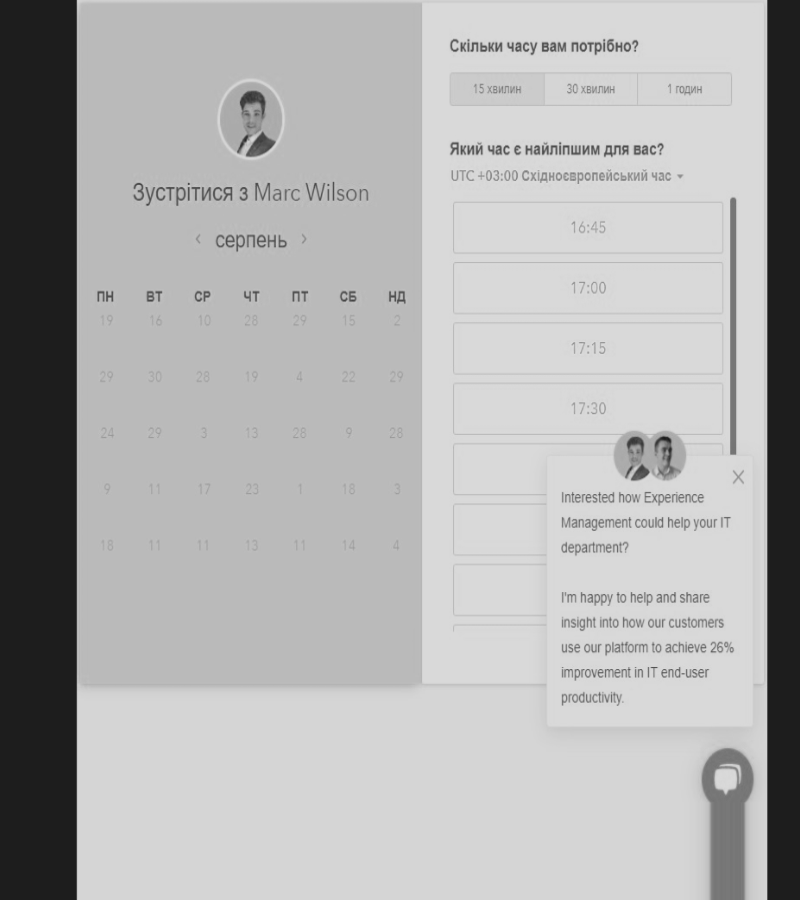 Зустрітися з Marc Wilson
серпень
ПН ВТ СР ЧТ ПТ СБ НД
19 16 10 28 29 15 2
29 30 28 19 4 22 29
24 29 3 13 28 9 28
9 11 17 23 1 18 3
18 11 11 13 11 14 4
Скільки часу вам потрібно?
15 хвилин 30 хвилин 1 годин
Який час є найліпшим для вас?
UTC +03:00 Східноєвропейський час
16:45
17:00
17:15
17:30
Interested how Experience
Management could help your IT
department?
I'm happy to help and share
insight into how our customers
use our platform to achieve 26%
improvement in IT end-user
productivity.